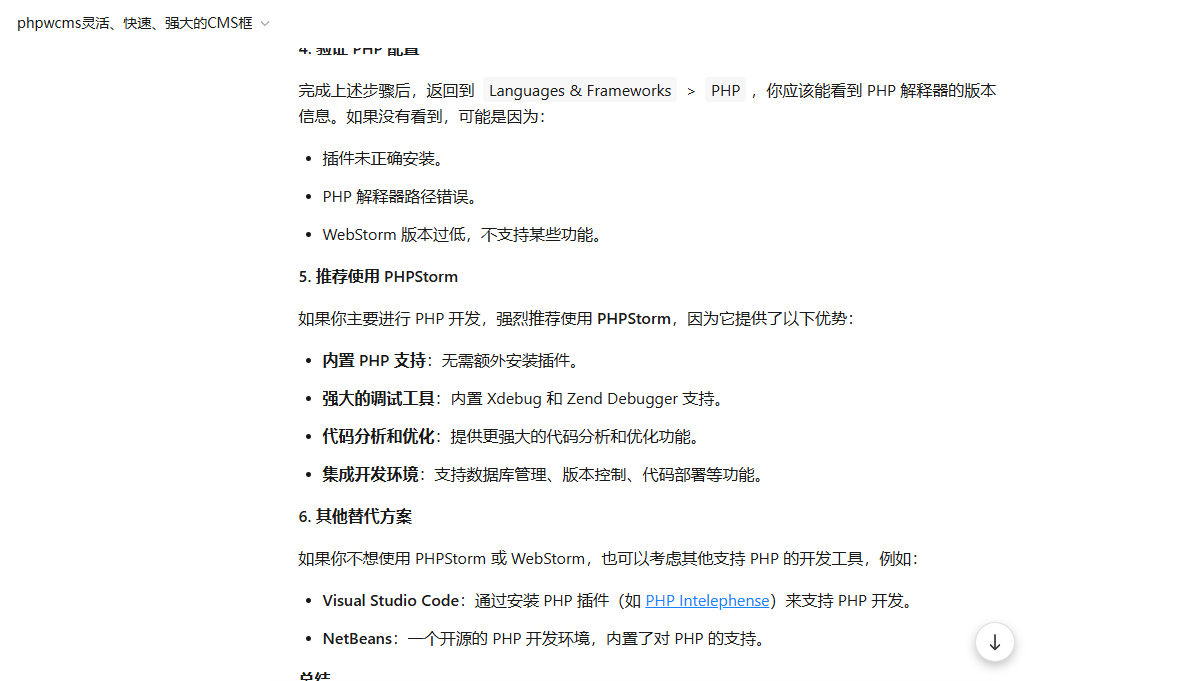 phpwcms灵活、快速、强大的CMS框
4. 验证 PHP 配置
完成上述步骤后，返回到 Languages & Frameworks > PHP ，你应该能看到 PHP 解释器的版本
信息。如果没有看到，可能是因为：
• 插件未正确安装。
• PHP 解释器路径错误。
• WebStorm 版本过低，不支持某些功能。
5. 推荐使用 PHPStorm
如果你主要进行 PHP 开发，强烈推荐使用 PHPStorm，因为它提供了以下优势：
• 内置 PHP 支持：无需额外安装插件。
• 强大的调试工具：内置 Xdebug 和 Zend Debugger 支持。
• 代码分析和优化：提供更强大的代码分析和优化功能。
• 集成开发环境：支持数据库管理、版本控制、代码部署等功能。
6. 其他替代方案
如果你不想使用 PHPStorm 或 WebStorm，也可以考虑其他支持 PHP 的开发工具，例如：
• Visual Studio Code：通过安装 PHP 插件（如 PHP Intelephense）来支持 PHP 开发。
• NetBeans：一个开源的 PHP 开发环境，内置了对 PHP 的支持。
总结